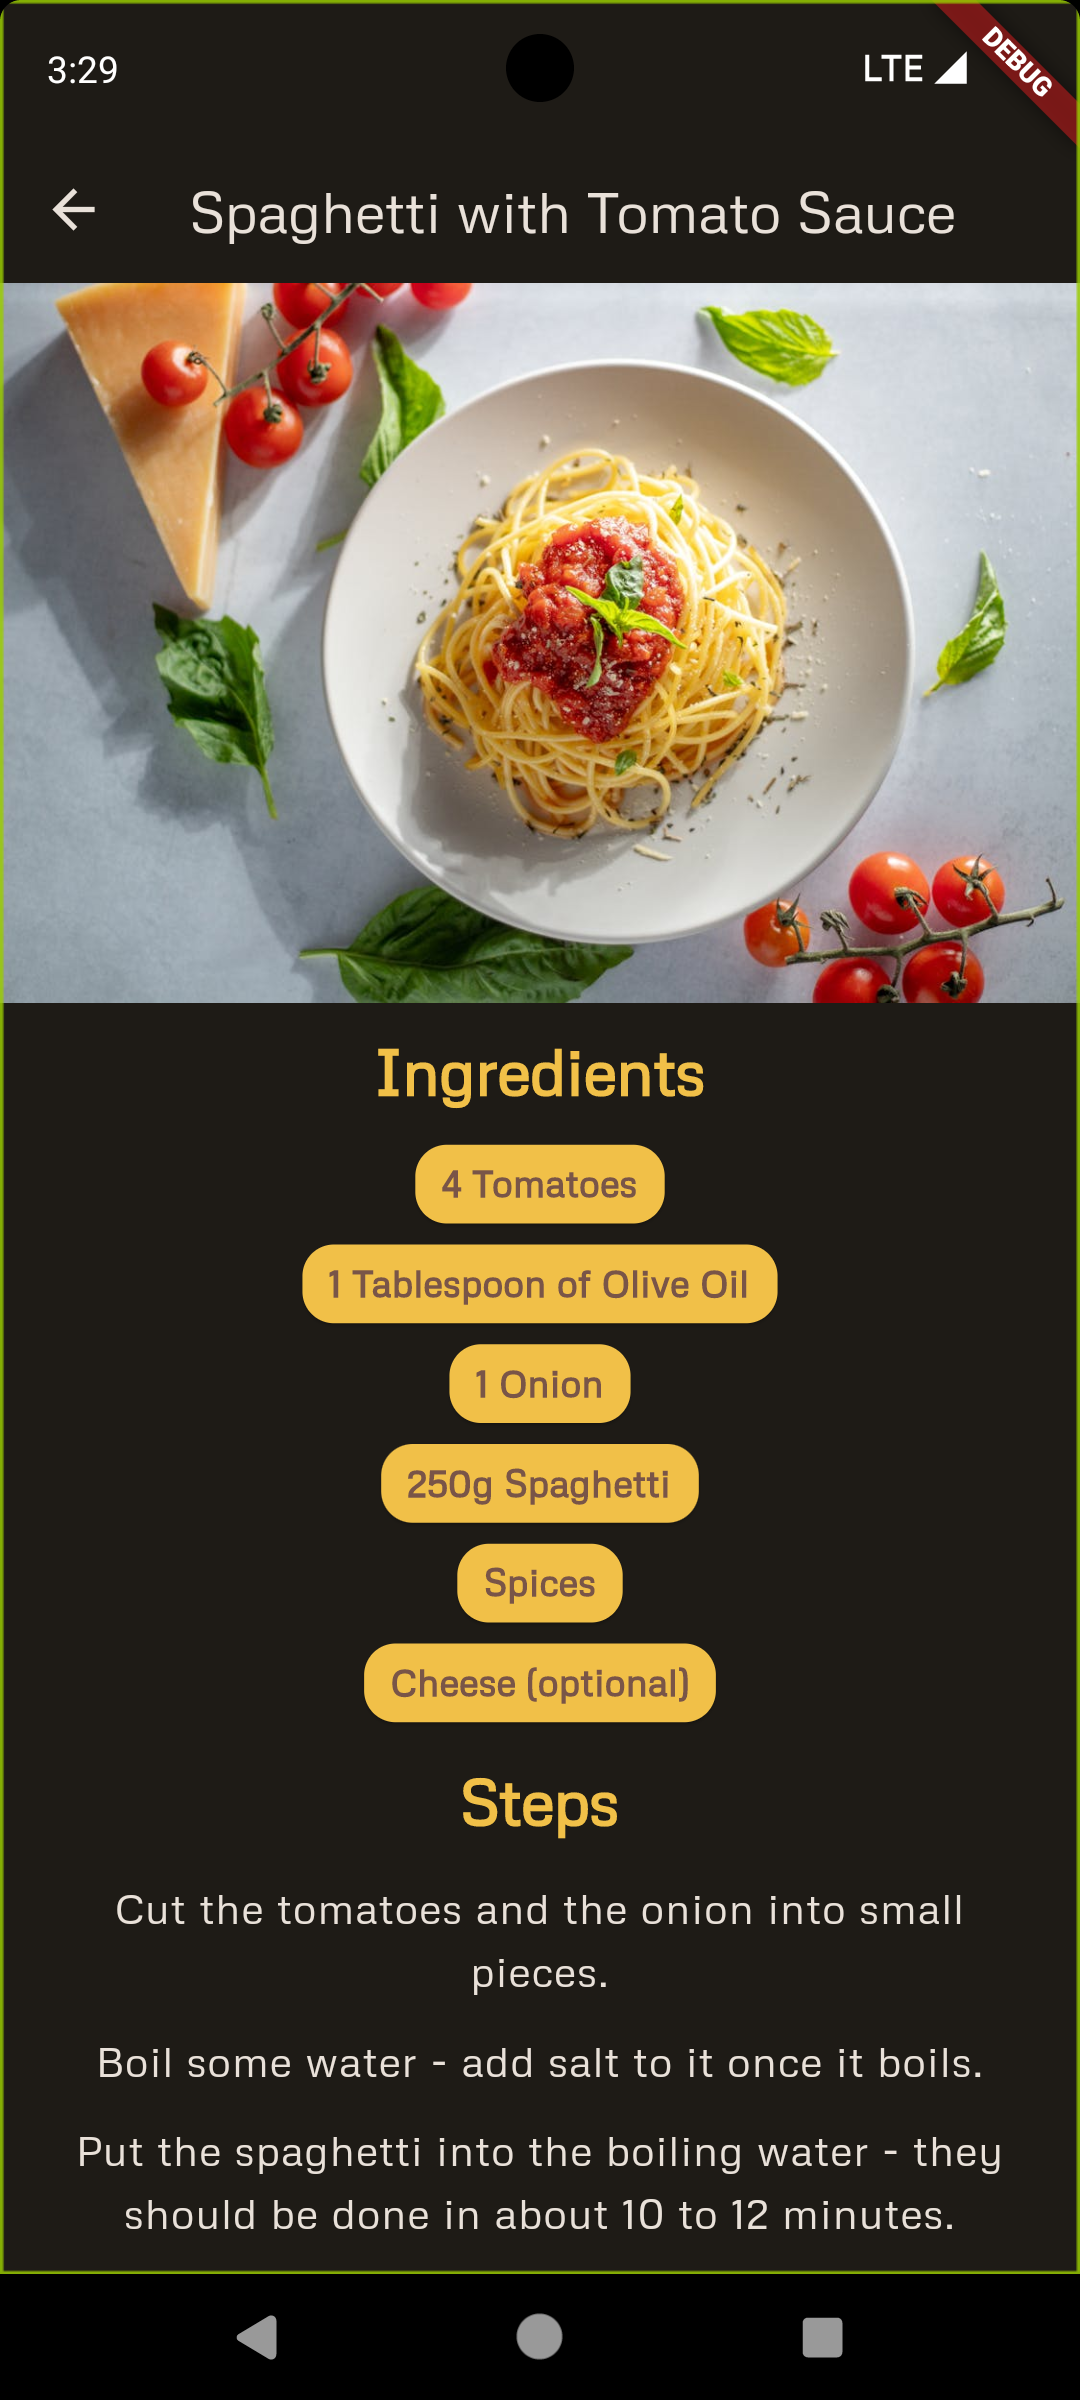 3:29
LTE
DEBUG
Spaghetti with Tomato Sauce
Ingredients
4 Tomatoes
1 Tablespoon of Olive Oil
1 Onion
250g Spaghetti
Spices
Cheese (optional)
Steps
Cut the tomatoes and the onion into small
pieces.
Boil some water - add salt to it once it boils.
Put the spaghetti into the boiling water - they
should be done in about 10 to 12 minutes.